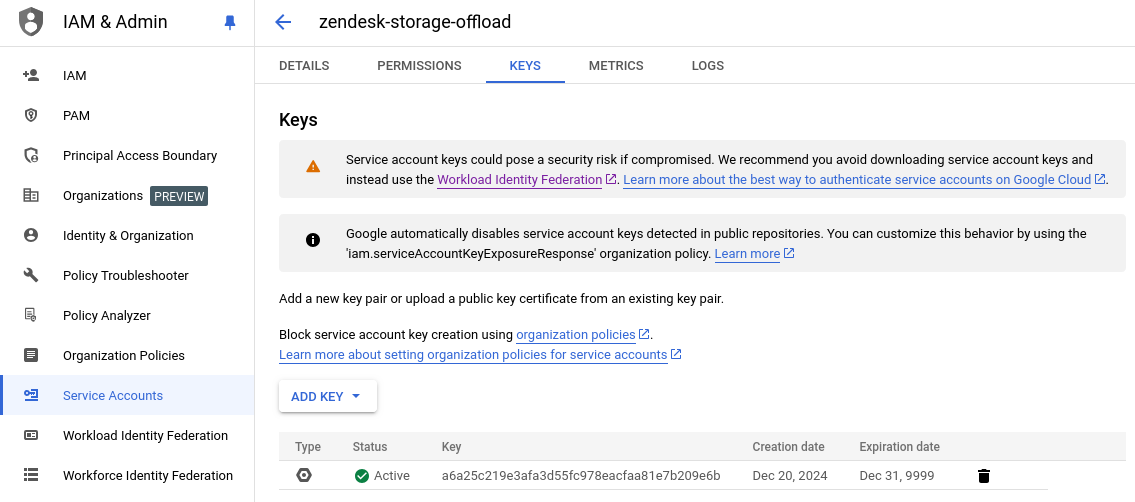 IAM & Admin
zendesk-storage-offload
DETAILS PERMISSIONS KEYS METRICS LOGS
IAM
PAM
Principal Access Boundary
Organizations PREVIEW
Identity & Organization
Policy Troubleshooter
Policy Analyzer
Organization Policies
Service Accounts
Workload Identity Federation
Workforce Identity Federation
Keys
Service account keys could pose a security risk if compromised. We recommend you avoid downloading service account keys and
instead use the Workload Identity Federation. Learn more about the best way to authenticate service accounts on Google Cloud.
Google automatically disables service account keys detected in public repositories. You can customize this behavior by using the
'iam.serviceAccountKeyExposureResponse' organization policy. Learn more
Add a new key pair or upload a public key certificate from an existing key pair.
Block service account key creation using organization policies.
Learn more about setting organization policies for service accounts
ADD KEY
Type Status Key Creation date Expiration date
Active a6a25c219e3afa3d55fc978eacfaa81e7b209e6b Dec 20, 2024 Dec 31, 9999